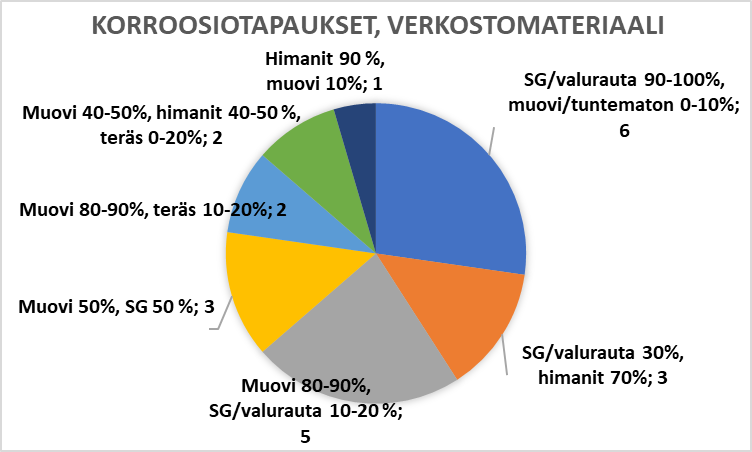 KORROOSIOTAPAUKSET, VERKOSTOMATERIAALI
Himanit 90 %,
muovi 10%; 1
SG/valurauta 90-100%,
muovi/tuntematon 0-10%;
6
Muovi 40-50%, himanit 40-50 %,
teräs 0-20%; 2
Muovi 80-90%, teräs 10-20%; 2
Muovi 50%, SG 50 %; 3
SG/valurauta 30%,
himanit 70%; 3
Muovi 80-90%,
SG/valurauta 10-20 %;
5